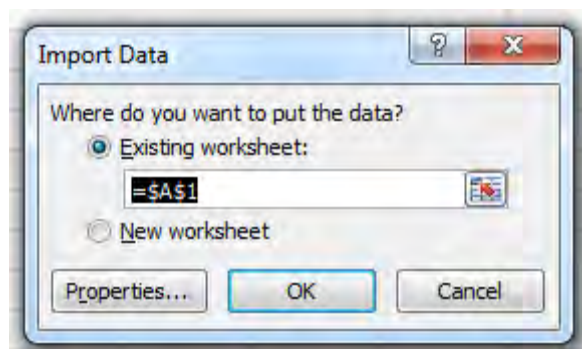 Import Data
Where do you want to put the data?
Existing worksheet:
=$A$1
New worksheet
Properties... OK Cancel